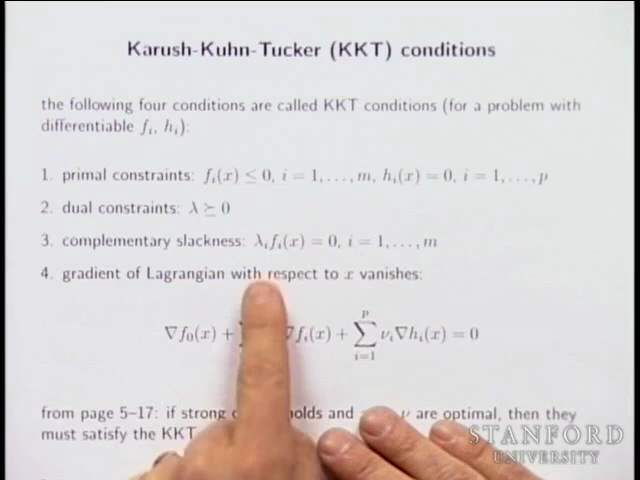 Karush-Kuhn-Tucker (KKT) conditions
the following four conditions are called KKT conditions (for a problem with
differentiable fᵢ, hᵢ):
1. primal constraints: fᵢ(x) ≤ 0, i = 1, . . . , m, hᵢ(x) = 0, i = 1, . . . , p
2. dual constraints: λ ⪰ 0
3. complementary slackness: λᵢfᵢ(x) = 0, i = 1, . . . , m
4. gradient of Lagrangian with respect to x vanishes:
∇f₀(x) + ∇fᵢ(x) + ∑ᵢ₌₁ᵖ νᵢ∇hᵢ(x) = 0
from page 5–17: if strong holds and ν are optimal, then they
must satisfy the KKT
STANFORD
UNIVERSITY